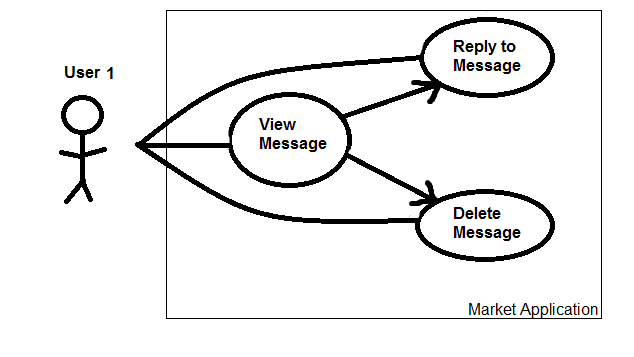 User 1
Reply to
Message
View
Message
Delete
Message
Market Application